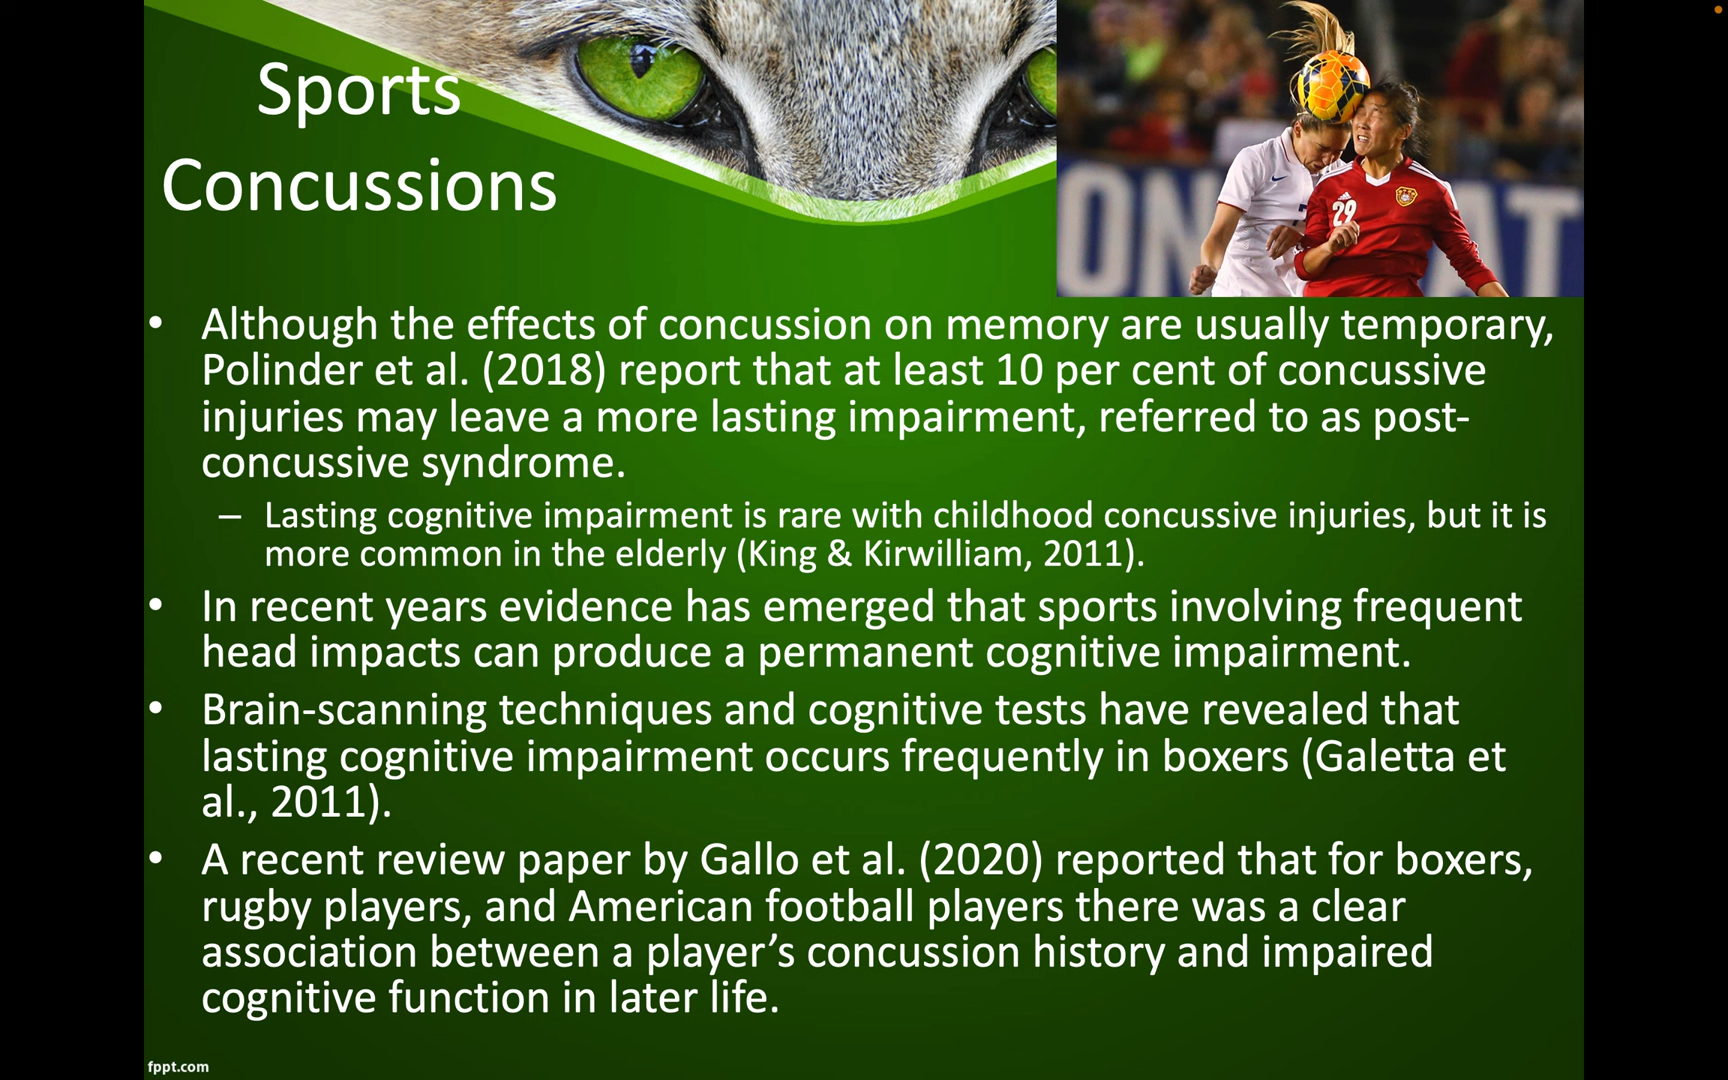 Sports
Concussions
29
ON
AT
• Although the effects of concussion on memory are usually temporary,
Polinder et al. (2018) report that at least 10 per cent of concussive
injuries may leave a more lasting impairment, referred to as post-
concussive syndrome.
– Lasting cognitive impairment is rare with childhood concussive injuries, but it is
more common in the elderly (King & Kirwilliam, 2011).
• In recent years evidence has emerged that sports involving frequent
head impacts can produce a permanent cognitive impairment.
• Brain-scanning techniques and cognitive tests have revealed that
lasting cognitive impairment occurs frequently in boxers (Galetta et
al., 2011).
• A recent review paper by Gallo et al. (2020) reported that for boxers,
rugby players, and American football players there was a clear
association between a player’s concussion history and impaired
cognitive function in later life.
fppt.com